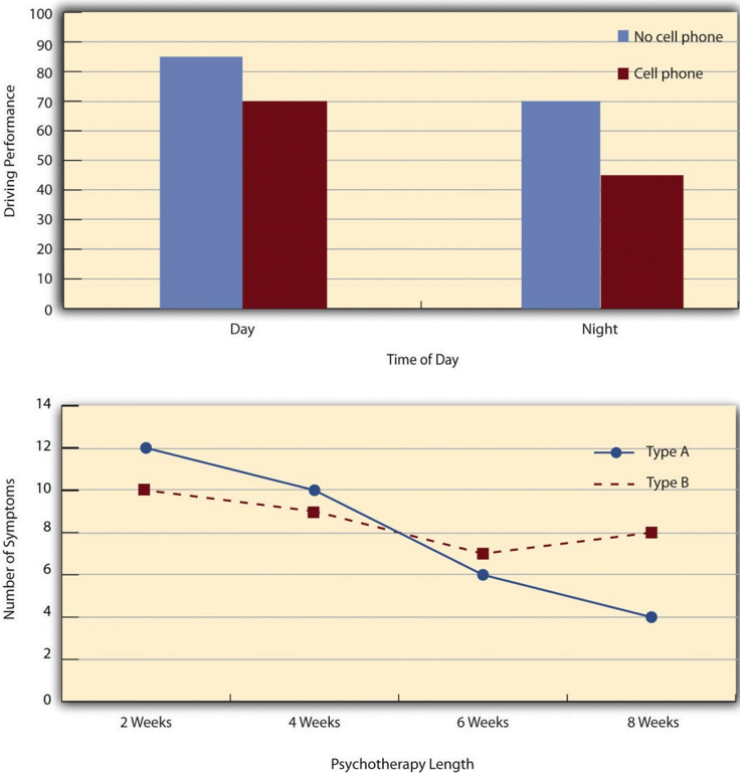 100
90
80
70
60
50
40
30
20
10
0
Driving Performance
No cell phone
Cell phone
Day
Night
Time of Day
14
12
10
8
6
4
2
0
Number of Symptoms
Type A
Type B
2 Weeks
4 Weeks
6 Weeks
8 Weeks
Psychotherapy Length